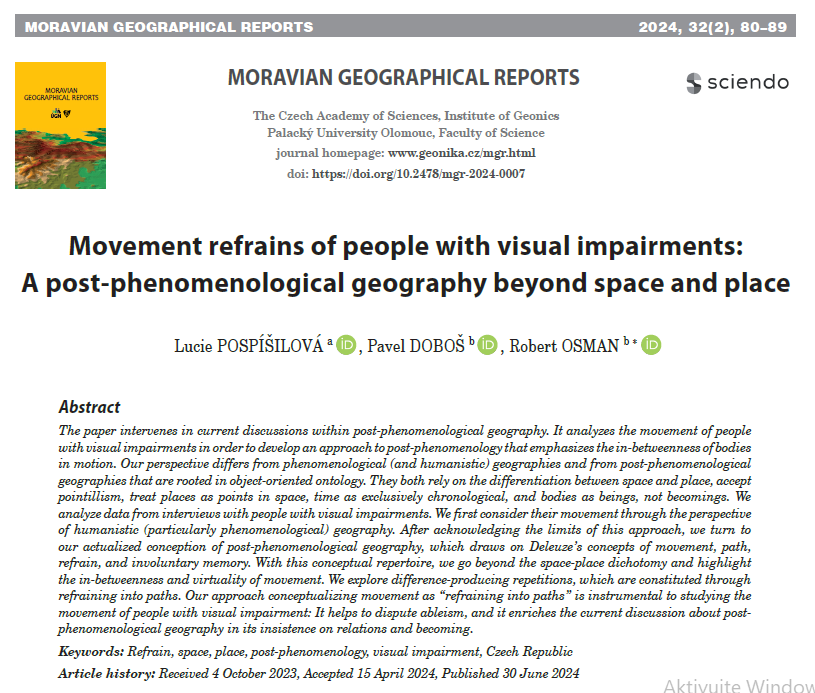 MORAVIAN GEOGRAPHICAL REPORTS 2024, 32(2), 80–89
MORAVIAN
GEOGRAPHICAL REPORTS
MORAVIAN GEOGRAPHICAL REPORTS
sciendo
The Czech Academy of Sciences, Institute of Geonics
Palacký University Olomouc, Faculty of Science
journal homepage: www.geonika.cz/mgr.html
doi: https://doi.org/10.2478/mgr-2024-0007
Movement refrains of people with visual impairments:
A post-phenomenological geography beyond space and place
Lucie POSPÍŠILOVÁ a iD, Pavel DOBOŠ b iD, Robert OSMAN b * iD
Abstract
The paper intervenes in current discussions within post-phenomenological geography. It analyzes the movement of people
with visual impairments in order to develop an approach to post-phenomenology that emphasizes the in-betweenness of bodies
in motion. Our perspective differs from phenomenological (and humanistic) geographies and from post-phenomenological
geographies that are rooted in object-oriented ontology. They both rely on the differentiation between space and place, accept
pointillism, treat places as points in space, time as exclusively chronological, and bodies as beings, not becomings. We
analyze data from interviews with people with visual impairments. We first consider their movement through the perspective
of humanistic (particularly phenomenological) geography. After acknowledging the limits of this approach, we turn to
our actualized conception of post-phenomenological geography, which draws on Deleuze's concepts of movement, path,
refrain, and involuntary memory. With this conceptual repertoire, we go beyond the space-place dichotomy and highlight
the in-betweenness and virtuality of movement. We explore difference-producing repetitions, which are constituted through
refraining into paths. Our approach conceptualizing movement as “refraining into paths” is instrumental to studying the
movement of people with visual impairment: It helps to dispute ableism, and it enriches the current discussion about post-
phenomenological geography in its insistence on relations and becoming.
Keywords: Refrain, space, place, post-phenomenology, visual impairment, Czech Republic
Article history: Received 4 October 2023, Accepted 15 April 2024, Published 30 June 2024
Aktivujte Window